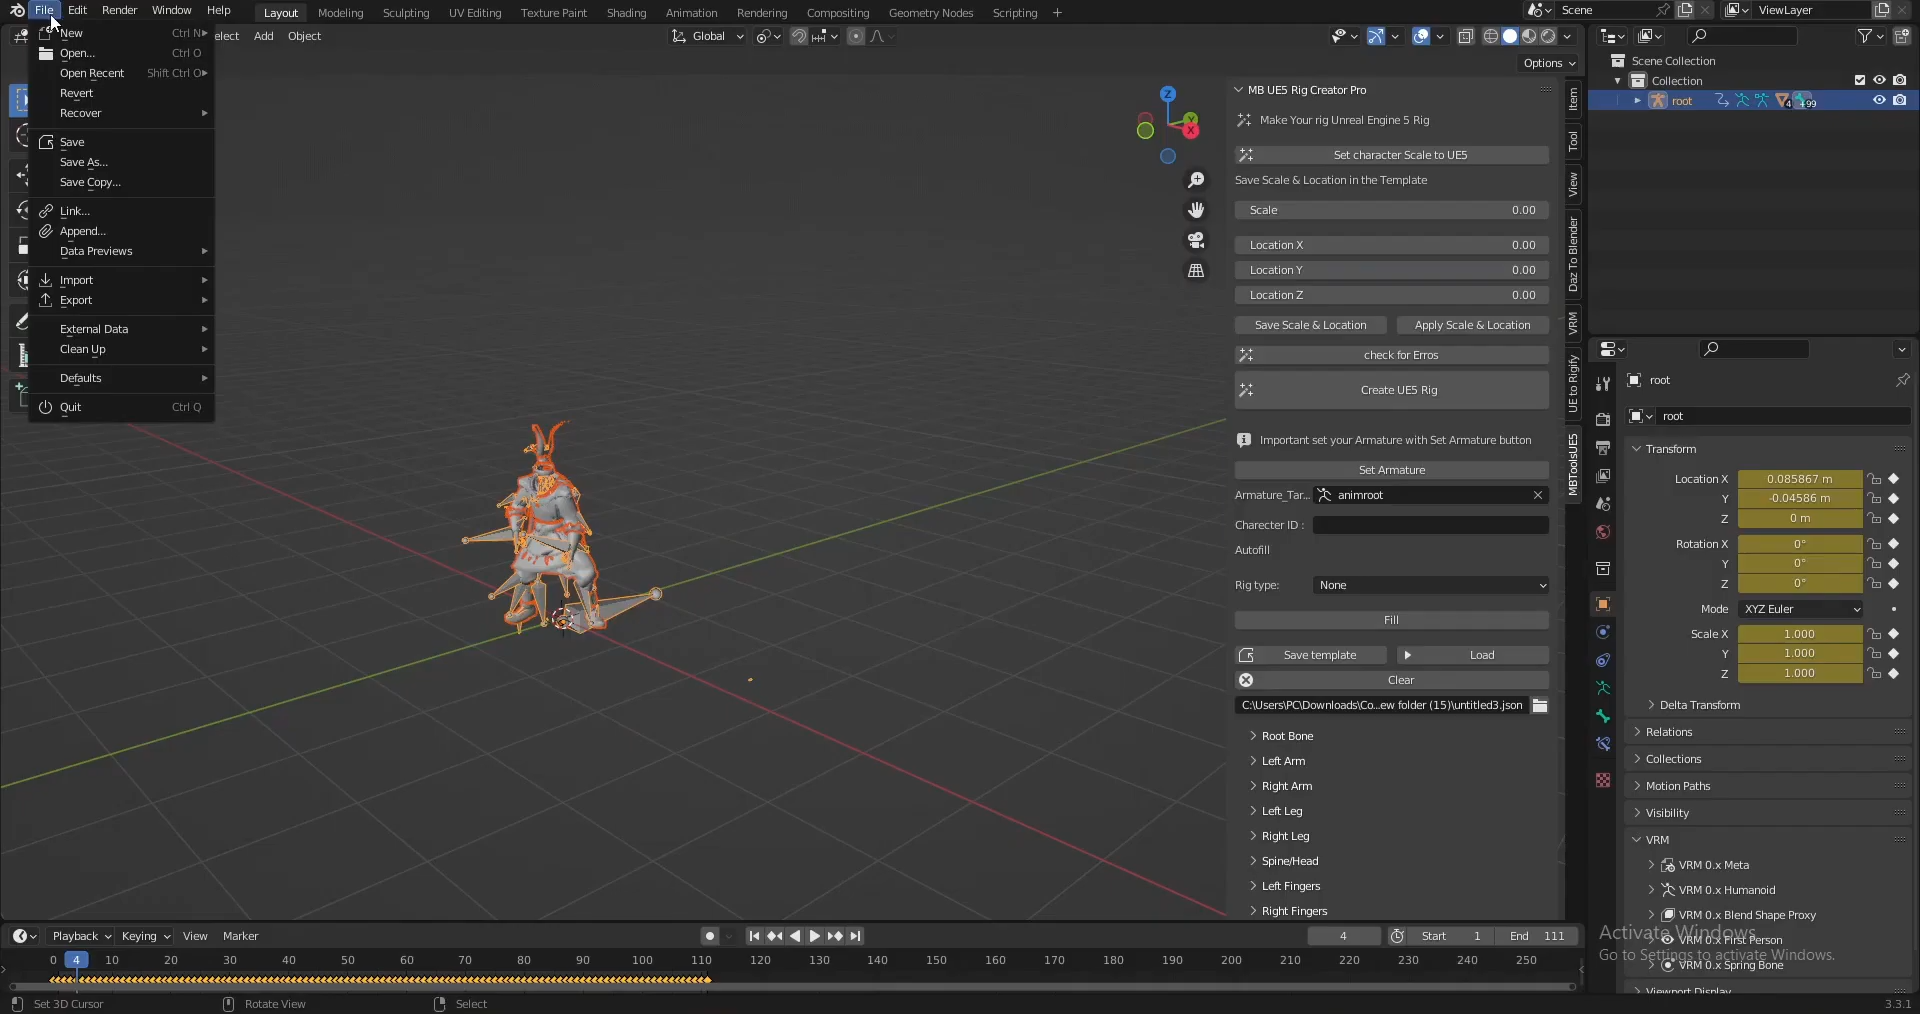 File Edit Render Window Help Layout Modeling Sculpting UV Editing Texture Paint Shading Animation Rendering Compositing Geometry Nodes Scripting + Scene ViewLayer
New Ctrl N
Open... Ctrl O
Open Recent Shift Ctrl O
Revert
Recover
Save
Save As...
Save Copy...
Link...
Append...
Data Previews
Import
Export
External Data
Clean Up
Defaults
Quit Ctrl Q
elect Add Object Global
Options
Z
Y
X
MB UE5 Rig Creator Pro
Make Your rig Unreal Engine 5 Rig
Set character Scale to UE5
Save Scale & Location in the Template
Scale 0.00
Location X 0.00
Location Y 0.00
Location Z 0.00
Save Scale & Location Apply Scale & Location
check for Erros
Create UE5 Rig
Important set your Armature with Set Armature button
Set Armature
Armature_Tar... animroot
Charecter ID :
Autofill
Rig type: None
Fill
Save template Load
Clear
C:\Users\PC\Downloads\Co...ew folder (15)\untitled3.json
Root Bone
Left Arm
Right Arm
Left Leg
Right Leg
Spine/Head
Left Fingers
Right Fingers
Item
Tool
View
Daz To Blender
VRM
UE to Rigify
MBToolsUE5
Scene Collection
Collection
root 4 99
root
root
Transform
Location X 0.085867 m
Y -0.04586 m
Z 0 m
Rotation X 0°
Y 0°
Z 0°
Mode XYZ Euler
Scale X 1.000
Y 1.000
Z 1.000
Delta Transform
Relations
Collections
Motion Paths
Visibility
VRM
VRM 0.x Meta
VRM 0.x Humanoid
VRM 0.x Blend Shape Proxy
VRM 0.x First Person
VRM 0.x Spring Bone
Viewport Display
Activate Windows
Go to Settings to activate Windows.
Playback Keying View Marker 4 Start 1 End 111
0 4 10 20 30 40 50 60 70 80 90 100 110 120 130 140 150 160 170 180 190 200 210 220 230 240 250
Set 3D Cursor Rotate View Select 3.3.1